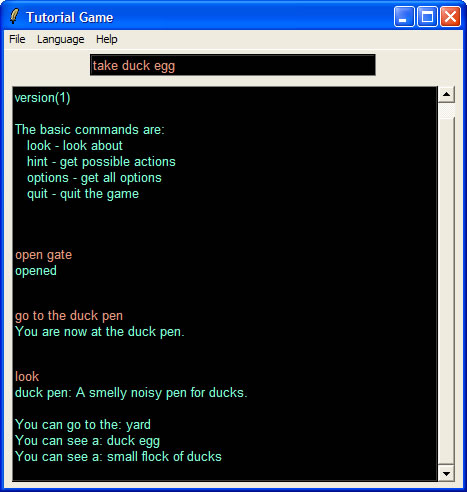 Tutorial Game
File Language Help
take duck egg
version(1)
The basic commands are:
look - look about
hint - get possible actions
options - get all options
quit - quit the game
open gate
opened
go to the duck pen
You are now at the duck pen.
look
duck pen: A smelly noisy pen for ducks.
You can go to the: yard
You can see a: duck egg
You can see a: small flock of ducks